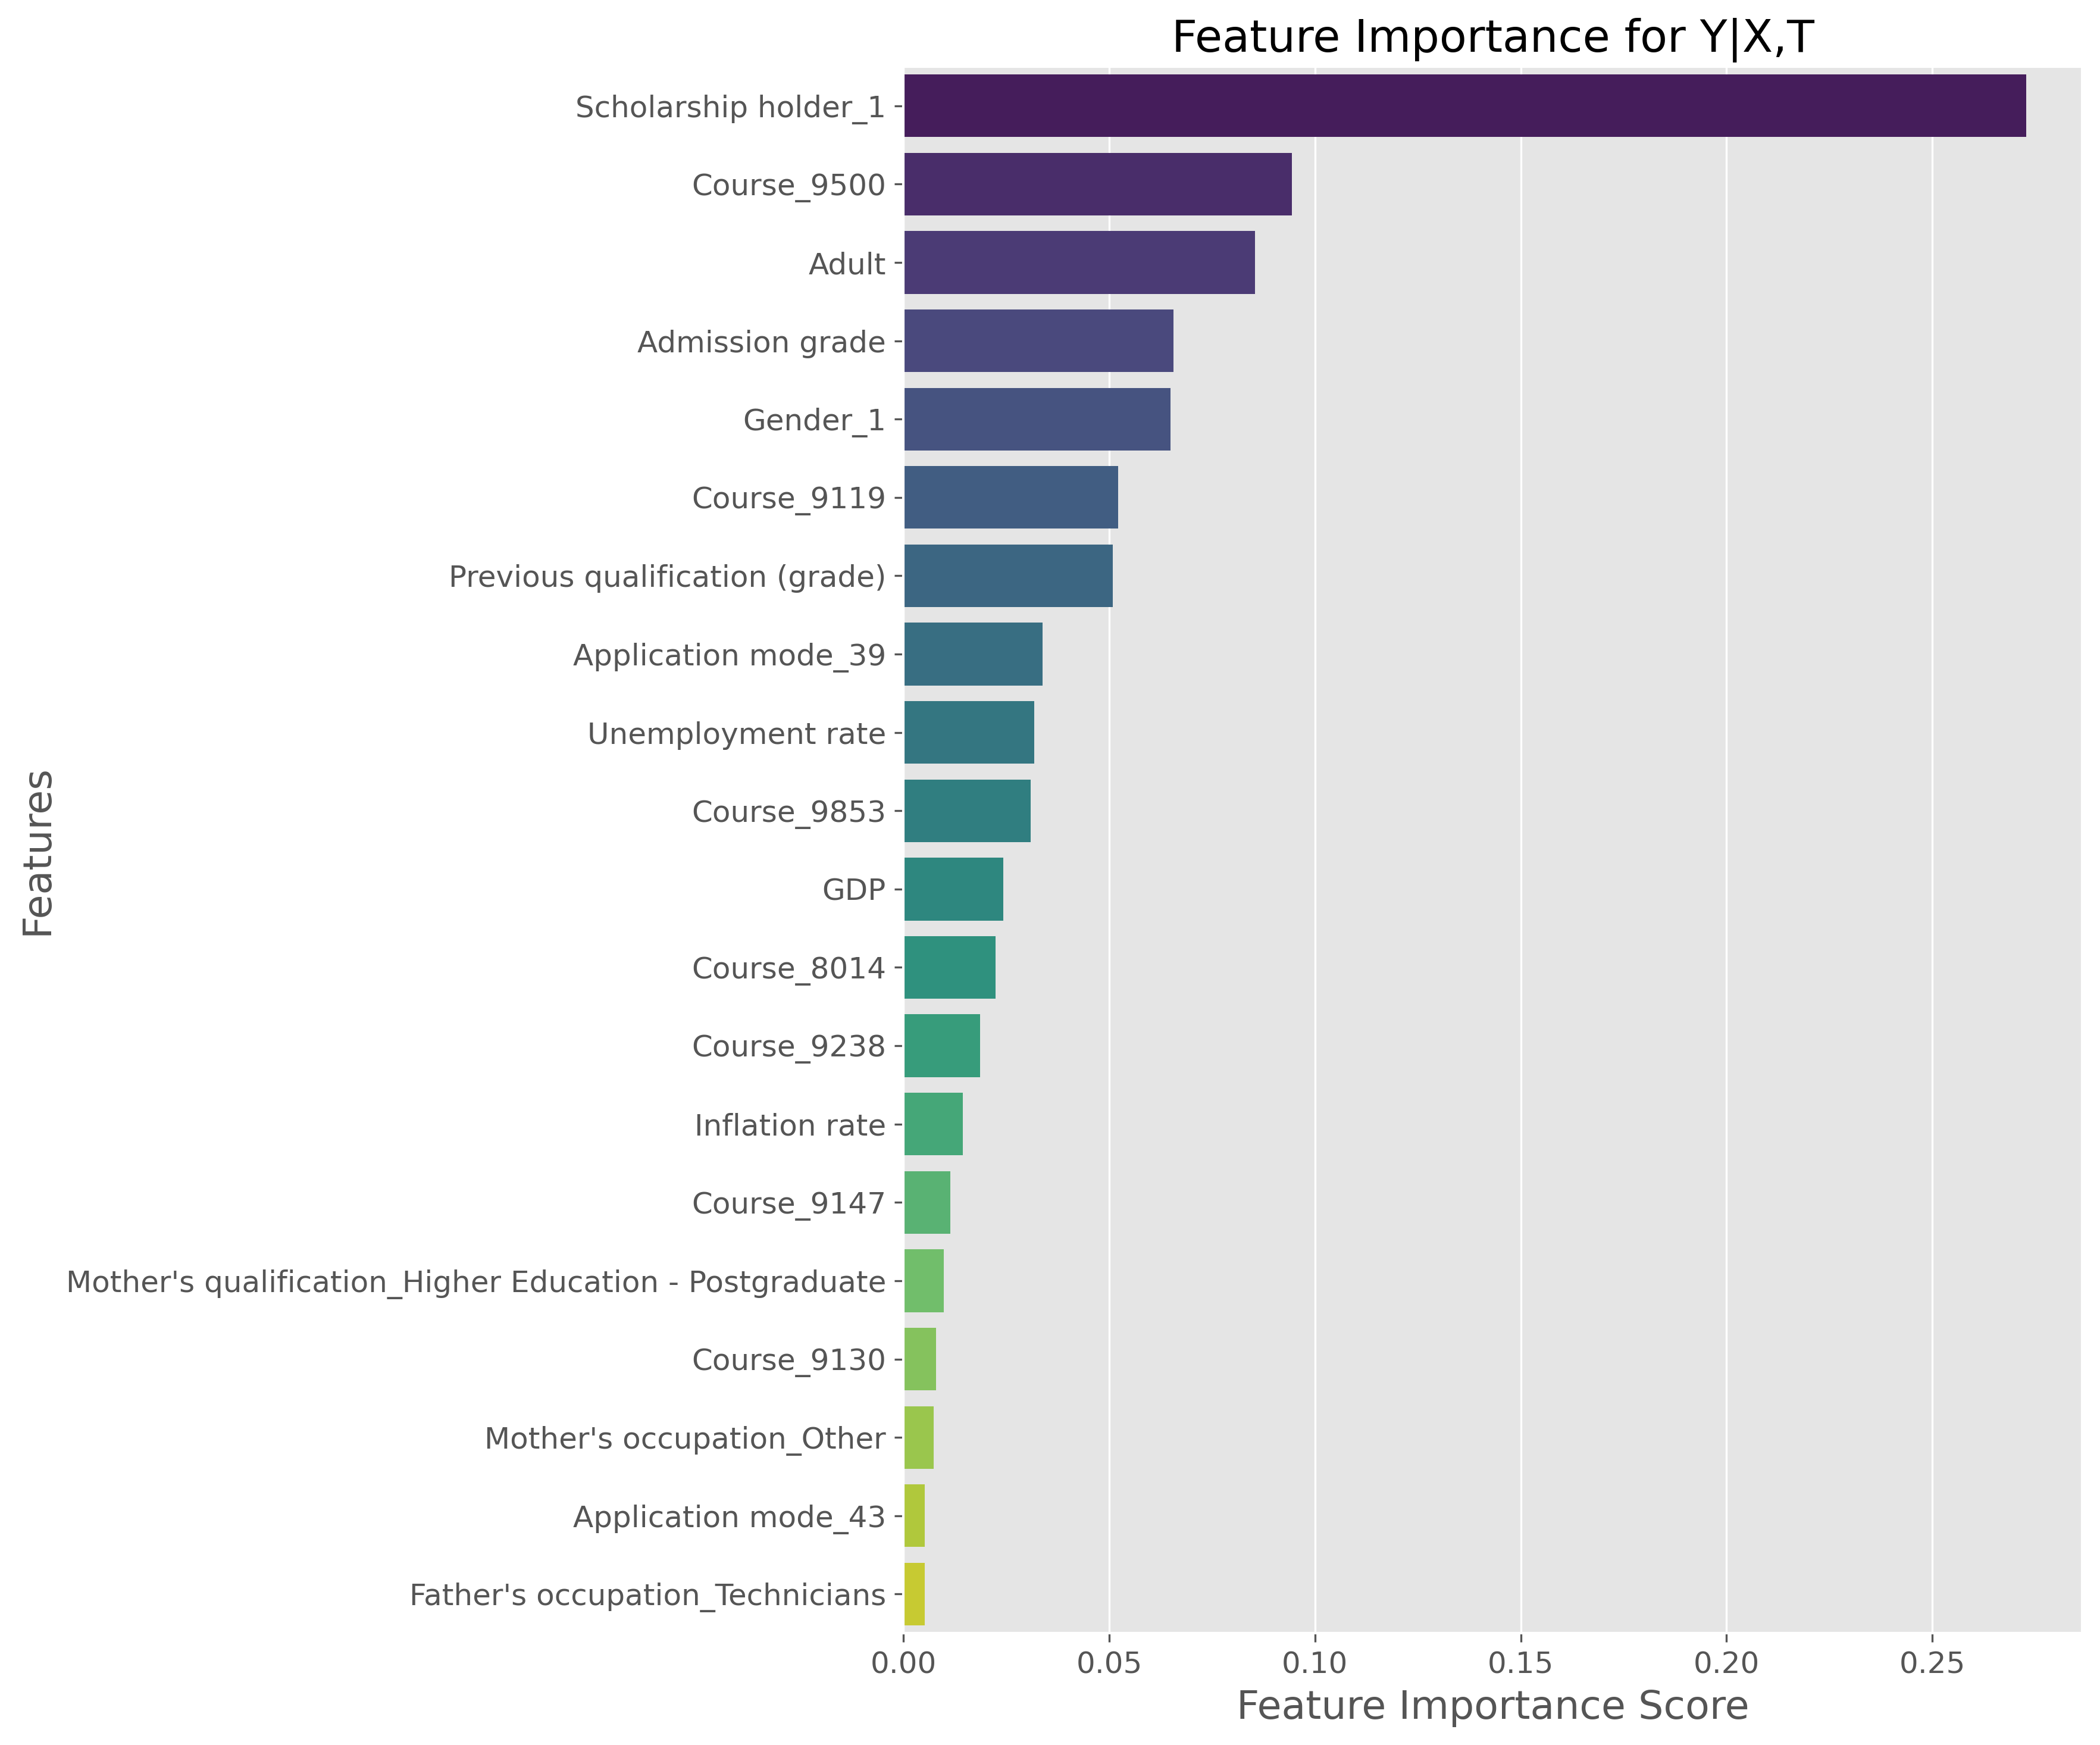 Feature Importance for Y|X,T
Scholarship holder_1
Course_9500
Adult
Admission grade
Gender_1
Course_9119
Previous qualification (grade)
Application mode_39
Unemployment rate
Course_9853
GDP
Course_8014
Course_9238
Inflation rate
Course_9147
Mother's qualification_Higher Education - Postgraduate
Course_9130
Mother's occupation_Other
Application mode_43
Father's occupation_Technicians
Features
0.00 0.05 0.10 0.15 0.20 0.25
Feature Importance Score